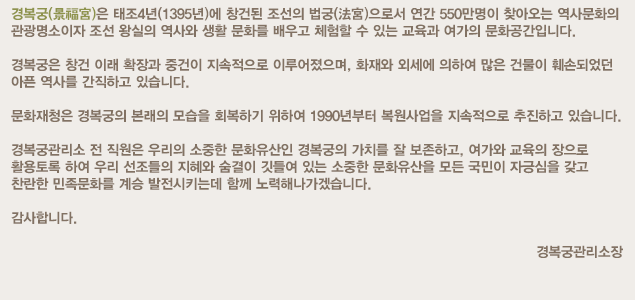 경복궁(景福宮)은 태조4년(1395년)에 창건된 조선의 법궁(法宮)으로서 연간 550만명이 찾아오는 역사문화의
관광명소이자 조선 왕실의 역사와 생활 문화를 배우고 체험할 수 있는 교육과 여가의 문화공간입니다.
경복궁은 창건 이래 확장과 중건이 지속적으로 이루어졌으며, 화재와 외세에 의하여 많은 건물이 훼손되었던
아픈 역사를 간직하고 있습니다.
문화재청은 경복궁의 본래의 모습을 회복하기 위하여 1990년부터 복원사업을 지속적으로 추진하고 있습니다.
경복궁관리소 전 직원은 우리의 소중한 문화유산인 경복궁의 가치를 잘 보존하고, 여가와 교육의 장으로
활용토록 하여 우리 선조들의 지혜와 숨결이 깃들여 있는 소중한 문화유산을 모든 국민이 자긍심을 갖고
찬란한 민족문화를 계승 발전시키는데 함께 노력해나가겠습니다.
감사합니다.
경복궁관리소장